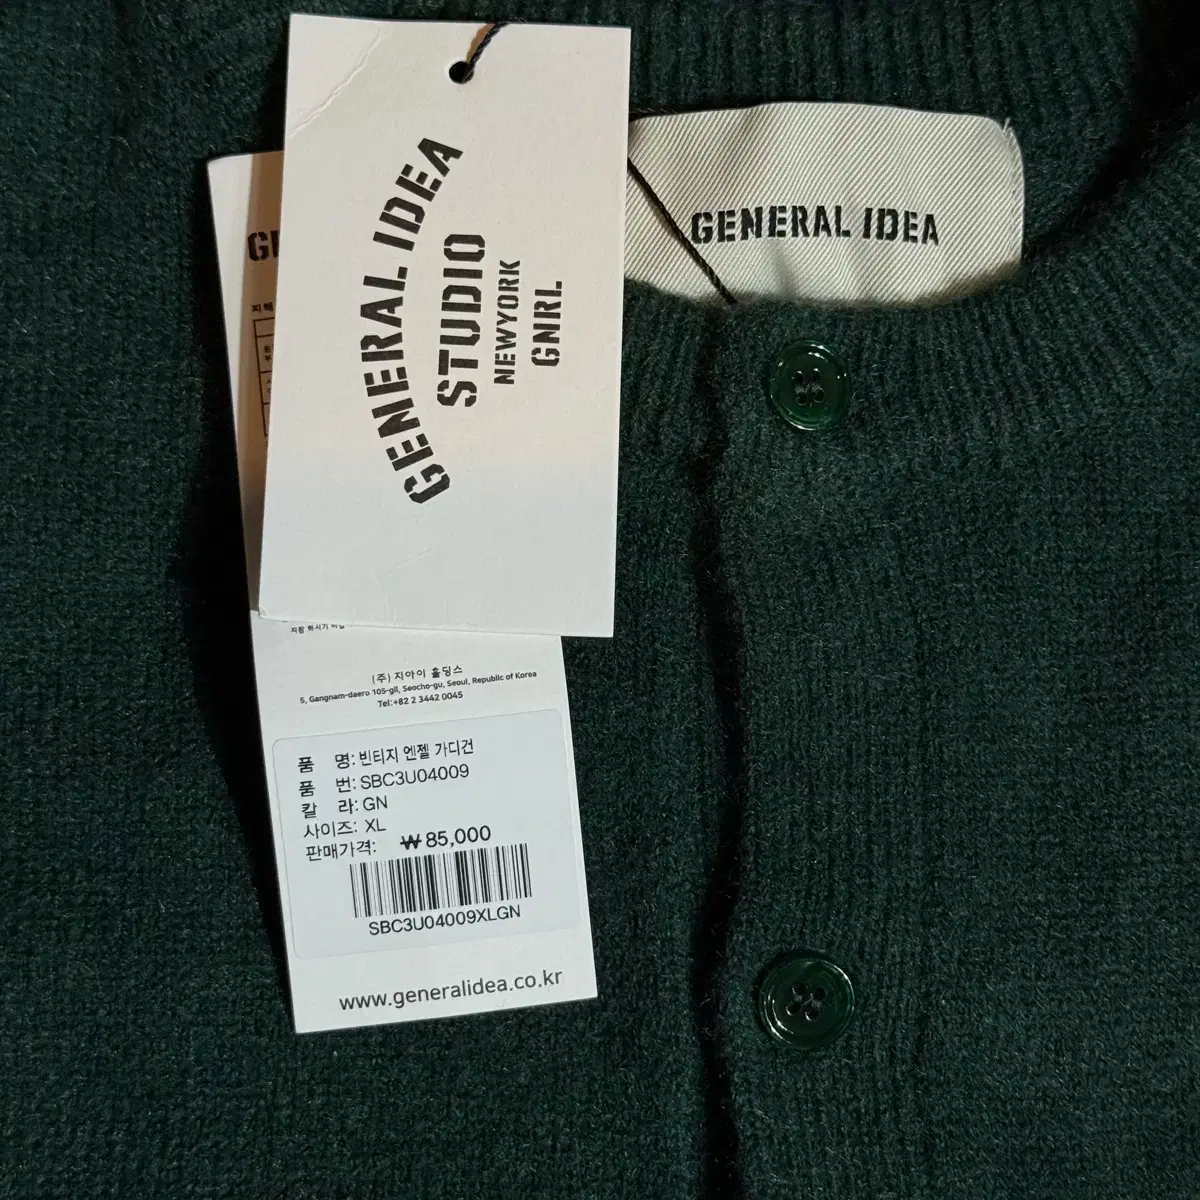 GENERAL IDEA
STUDIO
NEWYORK
GNRL
GENERAL IDEA
(주) 지아이 홀딩스
5, Gangnam-daero 105-gil, Seocho-gu, Seoul, Republic of Korea
Tel:+82 2 3442 0045
품 명: 빈티지 엔젤 가디건
품 번: SBC3U04009
칼 라: GN
사이즈: XL
판매가격: ₩85,000
SBC3U04009XLGN
www.generalidea.co.kr